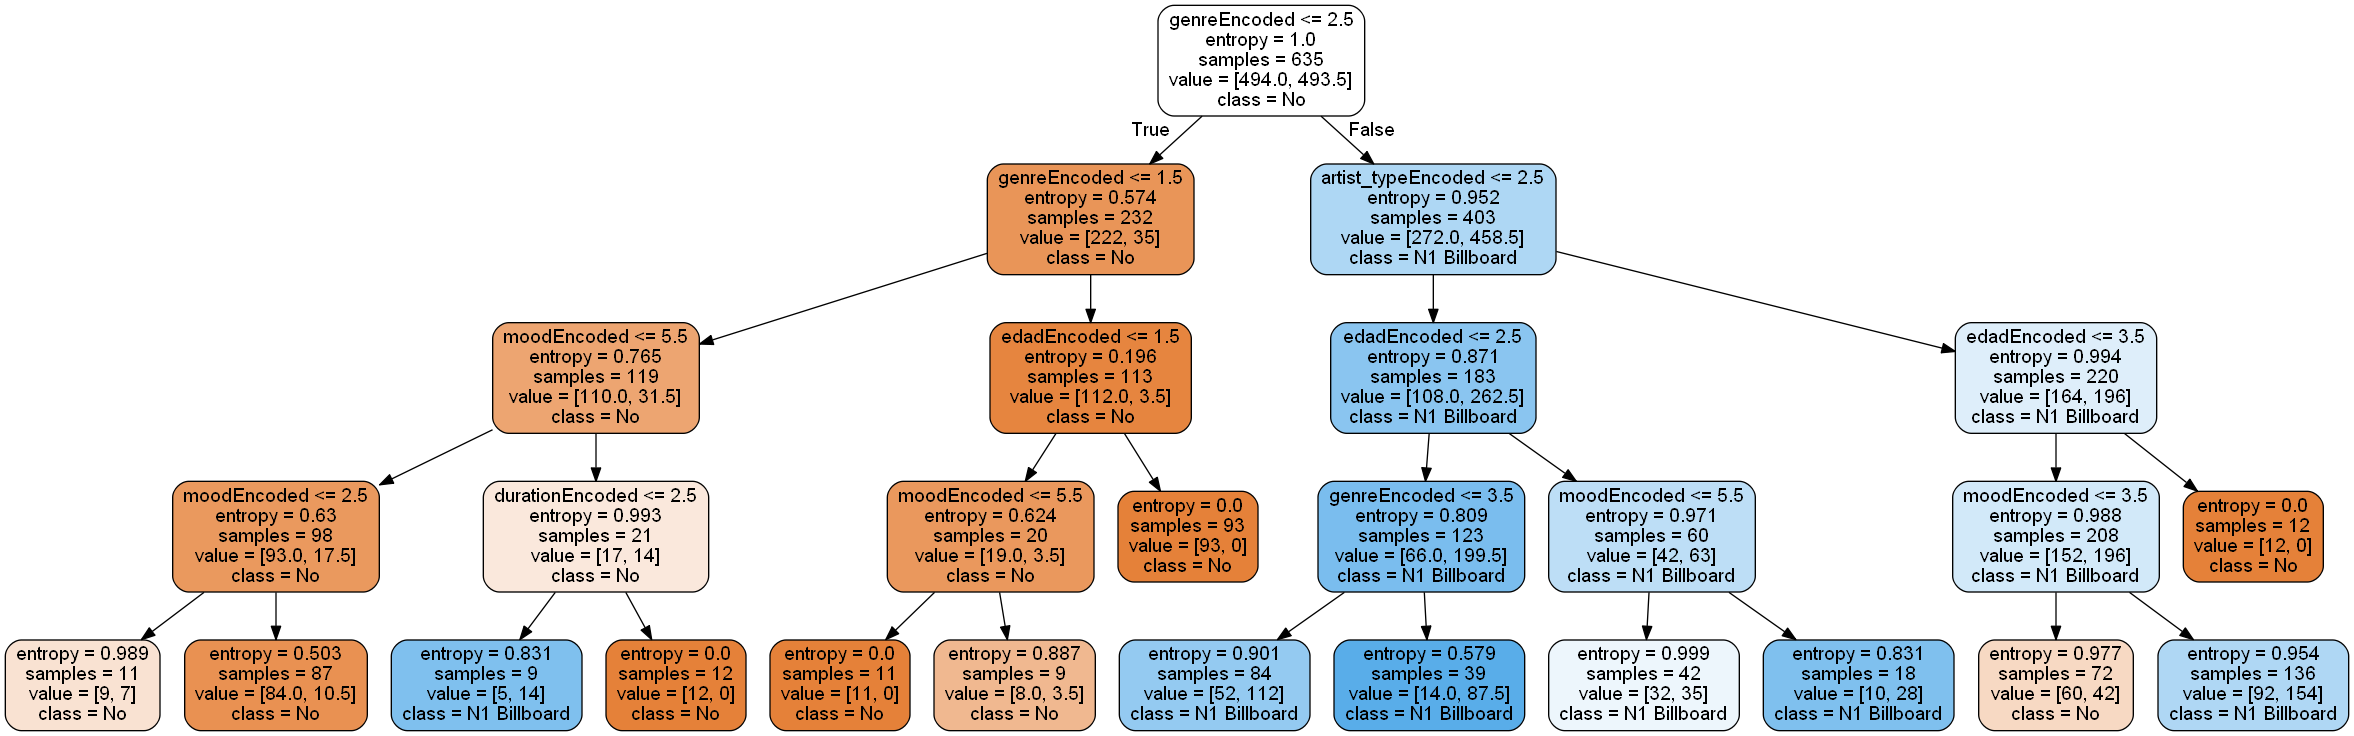 genreEncoded <= 2.5
entropy = 1.0
samples = 635
value = [494.0, 493.5]
class = No
True
False
genreEncoded <= 1.5
entropy = 0.574
samples = 232
value = [222, 35]
class = No
artist_typeEncoded <= 2.5
entropy = 0.952
samples = 403
value = [272.0, 458.5]
class = N1 Billboard
moodEncoded <= 5.5
entropy = 0.765
samples = 119
value = [110.0, 31.5]
class = No
edadEncoded <= 1.5
entropy = 0.196
samples = 113
value = [112.0, 3.5]
class = No
edadEncoded <= 2.5
entropy = 0.871
samples = 183
value = [108.0, 262.5]
class = N1 Billboard
edadEncoded <= 3.5
entropy = 0.994
samples = 220
value = [164, 196]
class = N1 Billboard
moodEncoded <= 2.5
entropy = 0.63
samples = 98
value = [93.0, 17.5]
class = No
durationEncoded <= 2.5
entropy = 0.993
samples = 21
value = [17, 14]
class = No
moodEncoded <= 5.5
entropy = 0.624
samples = 20
value = [19.0, 3.5]
class = No
entropy = 0.0
samples = 93
value = [93, 0]
class = No
genreEncoded <= 3.5
entropy = 0.809
samples = 123
value = [66.0, 199.5]
class = N1 Billboard
moodEncoded <= 5.5
entropy = 0.971
samples = 60
value = [42, 63]
class = N1 Billboard
moodEncoded <= 3.5
entropy = 0.988
samples = 208
value = [152, 196]
class = N1 Billboard
entropy = 0.0
samples = 12
value = [12, 0]
class = No
entropy = 0.989
samples = 11
value = [9, 7]
class = No
entropy = 0.503
samples = 87
value = [84.0, 10.5]
class = No
entropy = 0.831
samples = 9
value = [5, 14]
class = N1 Billboard
entropy = 0.0
samples = 12
value = [12, 0]
class = No
entropy = 0.0
samples = 11
value = [11, 0]
class = No
entropy = 0.887
samples = 9
value = [8.0, 3.5]
class = No
entropy = 0.901
samples = 84
value = [52, 112]
class = N1 Billboard
entropy = 0.579
samples = 39
value = [14.0, 87.5]
class = N1 Billboard
entropy = 0.999
samples = 42
value = [32, 35]
class = N1 Billboard
entropy = 0.831
samples = 18
value = [10, 28]
class = N1 Billboard
entropy = 0.977
samples = 72
value = [60, 42]
class = No
entropy = 0.954
samples = 136
value = [92, 154]
class = N1 Billboard